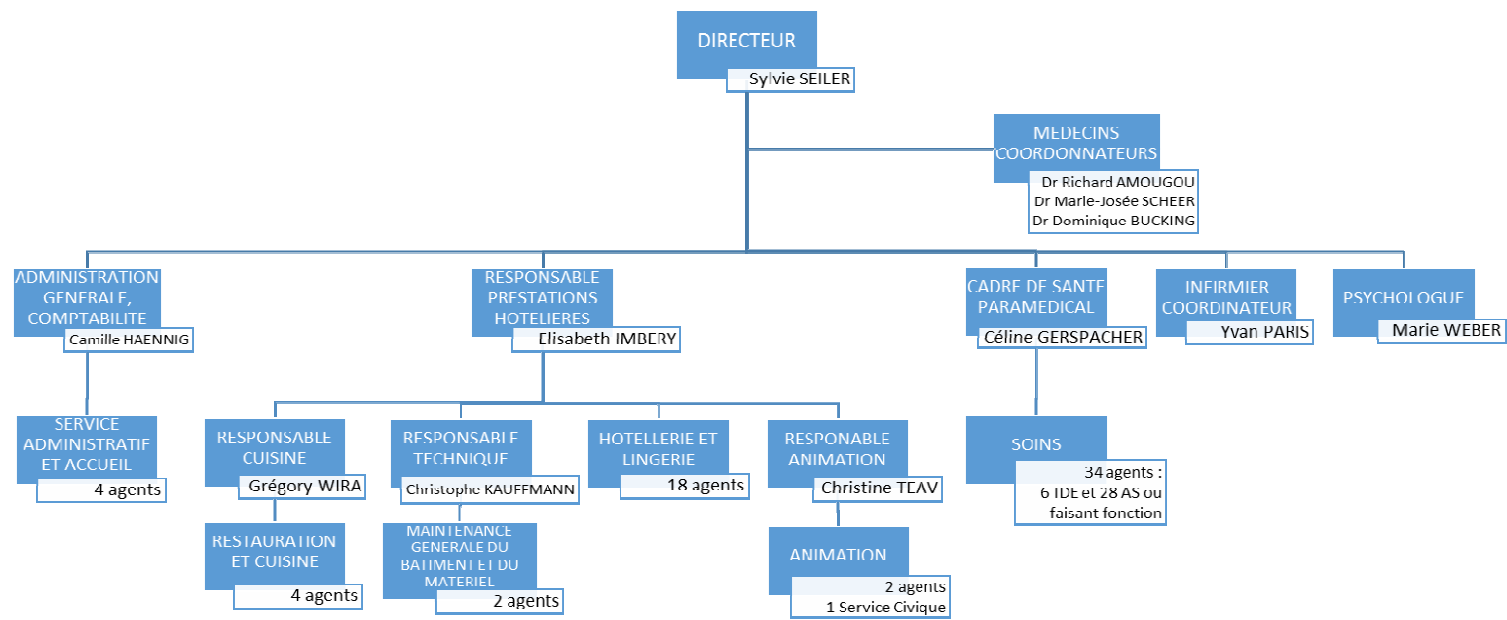 DIRECTEUR
Sylvie SEILER
MEDECINS
COORDONNATEURS
Dr Richard AMOUGOU
Dr Marie-Josée SCHEER
Dr Dominique BUCKING
ADMINISTRATION
GENERALE,
COMPTABILITE
Camille HAENNIG
RESPONSABLE
PRESTATIONS
HOTELIERES
Elisabeth IMBERY
CADRE DE SANTE
PARAMEDICAL
Céline GERSPACHER
INFIRMIER
COORDINATEUR
Yvan PARIS
PSYCHOLOGUE
Marie WEBER
SERVICE
ADMINISTRATIF
ET ACCUEIL
4 agents
RESPONSABLE
CUISINE
Grégory WIRA
RESPONSABLE
TECHNIQUE
Christophe KAUFFMANN
HOTELLERIE ET
LINGERIE
18 agents
RESPONABLE
ANIMATION
Christine TEAV
SOINS
34 agents :
6 IDE et 28 AS ou
faisant fonction
RESTAURATION
ET CUISINE
4 agents
MAINTENANCE
GENERALE DU
BATIMENT ET DU
MATERIEL
2 agents
ANIMATION
2 agents
1 Service Civique